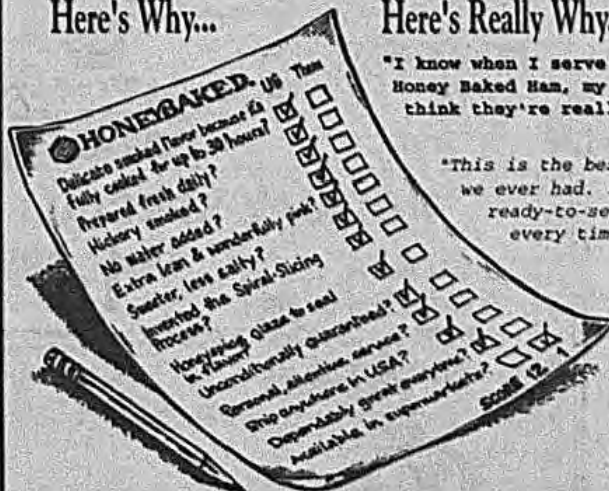 Here's Why...
Here's Really Why
"I know when I serve
Honey Baked Ham, my
think they're real
"This is the be
we ever had.
ready-to-se
every tim
HONEYBAKED.
US Them
Delicate smoked flavor because it's
fully cooked for up to 30 hours?
Prepared fresh daily?
Hickory smoked?
No water added?
Extra lean & wonderfully pink?
Sweeter, less salty?
Invented the Spiral-Slicing
Process?
Honeyspice glaze to seal
in flavor?
Unconditionally guaranteed?
Personal, attentive, service?
Ship anywhere in USA?
Dependably great everytime?
Available in supermarkets?
SCORE 12 1